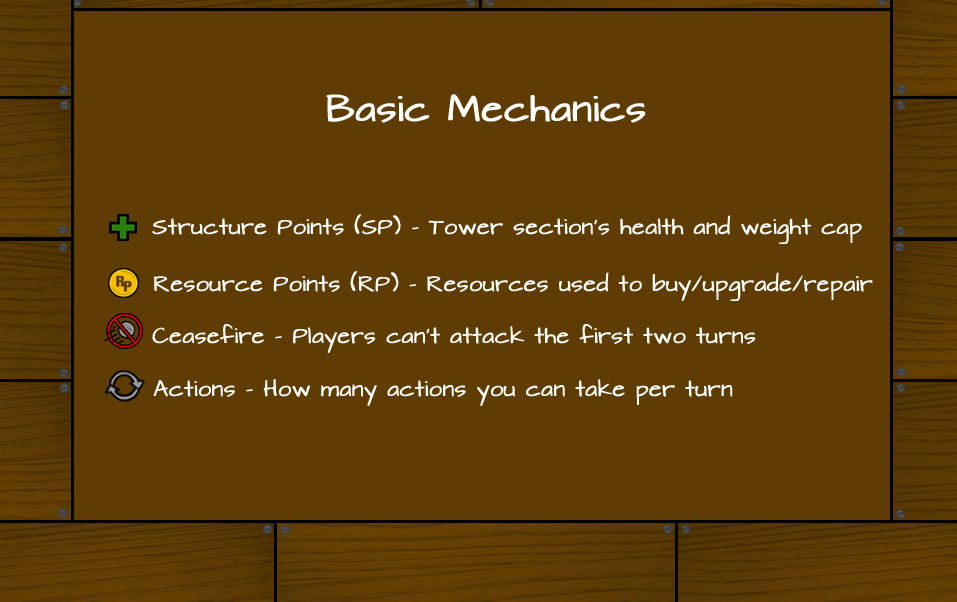 Basic Mechanics
Structure Points (SP) - Tower section's health and weight cap
RP Resource Points (RP) - Resources used to buy/upgrade/repair
Ceasefire - Players can't attack the first two turns
Actions - How many actions you can take per turn